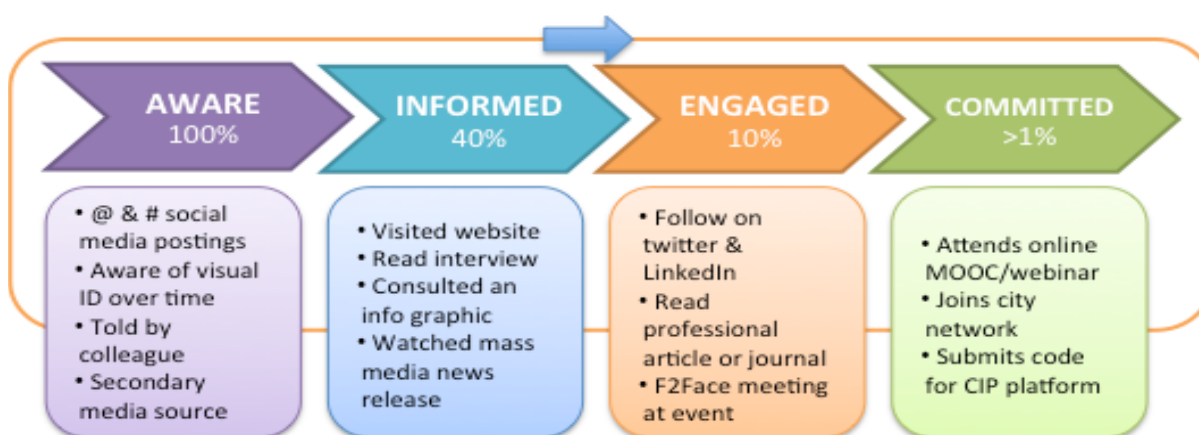 AWARE
100%
INFORMED
40%
ENGAGED
10%
COMMITTED
>1%
• @ & # social
media postings
• Aware of visual
ID over time
• Told by
colleague
• Secondary
media source
• Visited website
• Read interview
• Consulted an
info graphic
• Watched mass
media news
release
• Follow on
twitter &
LinkedIn
• Read
professional
article or journal
• F2Face meeting
at event
• Attends online
MOOC/webinar
• Joins city
network
• Submits code
for CIP platform